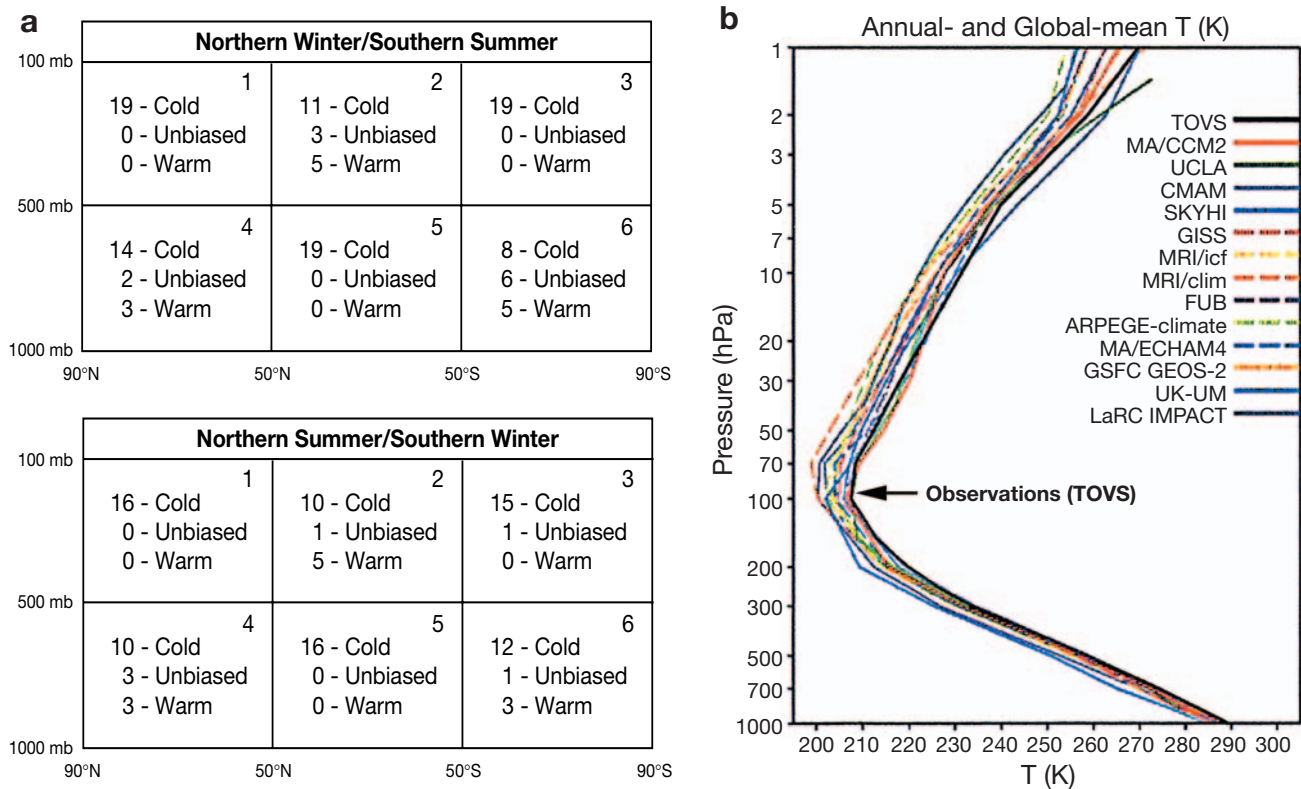 a
Northern Winter/Southern Summer
100 mb
1
19 - Cold
0 - Unbiased
0 - Warm
2
11 - Cold
3 - Unbiased
5 - Warm
3
19 - Cold
0 - Unbiased
0 - Warm
500 mb
4
14 - Cold
2 - Unbiased
3 - Warm
5
19 - Cold
0 - Unbiased
0 - Warm
6
8 - Cold
6 - Unbiased
5 - Warm
1000 mb
90°N 50°N 50°S 90°S
Northern Summer/Southern Winter
100 mb
1
16 - Cold
0 - Unbiased
0 - Warm
2
10 - Cold
1 - Unbiased
5 - Warm
3
15 - Cold
1 - Unbiased
0 - Warm
500 mb
4
10 - Cold
3 - Unbiased
3 - Warm
5
16 - Cold
0 - Unbiased
0 - Warm
6
12 - Cold
1 - Unbiased
3 - Warm
1000 mb
90°N 50°N 50°S 90°S
b
Annual- and Global-mean T (K)
Pressure (hPa)
1
2
3
5
7
10
20
30
50
70
100
200
300
500
700
1000
TOVS
MA/CCM2
UCLA
CMAM
SKYHI
GISS
MRI/icf
MRI/clim
FUB
ARPEGE-climate
MA/ECHAM4
GSFC GEOS-2
UK-UM
LaRC IMPACT
Observations (TOVS)
200 210 220 230 240 250 260 270 280 290 300
T (K)